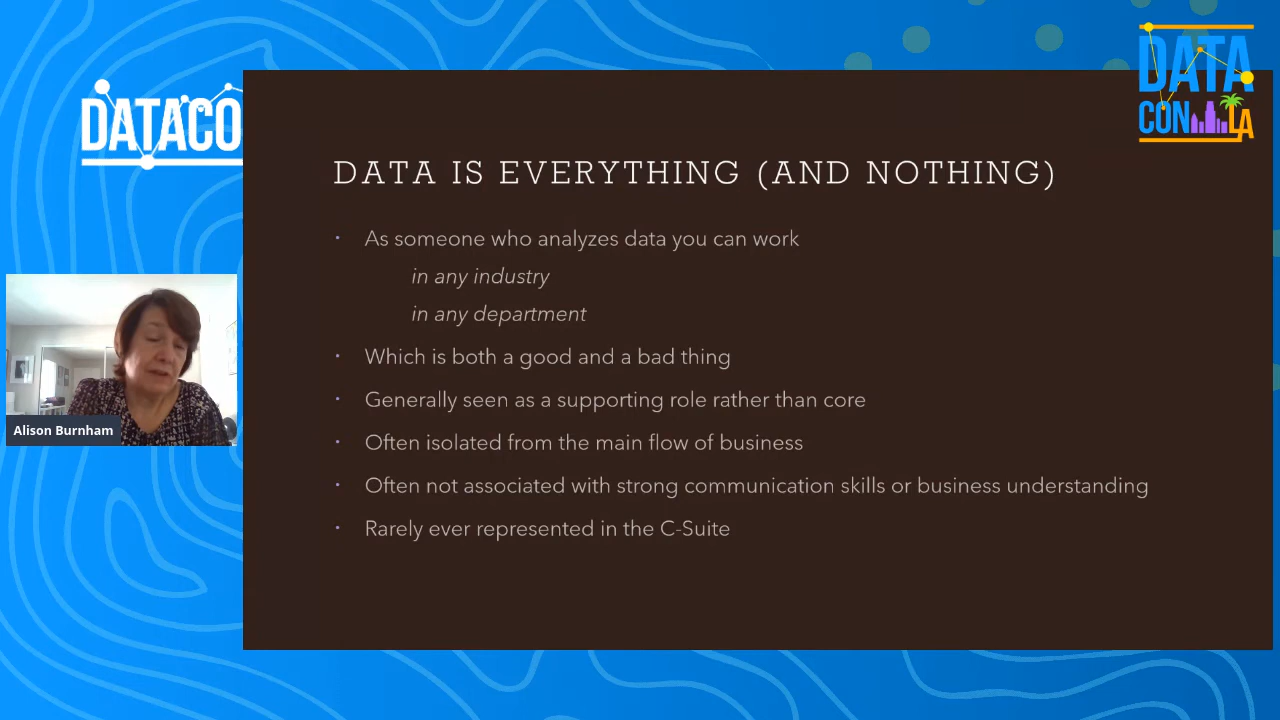 DATACO
DATA
CON LA
DATA IS EVERYTHING (AND NOTHING)
· As someone who analyzes data you can work
in any industry
in any department
· Which is both a good and a bad thing
· Generally seen as a supporting role rather than core
· Often isolated from the main flow of business
· Often not associated with strong communication skills or business understanding
· Rarely ever represented in the C-Suite
Alison Burnham